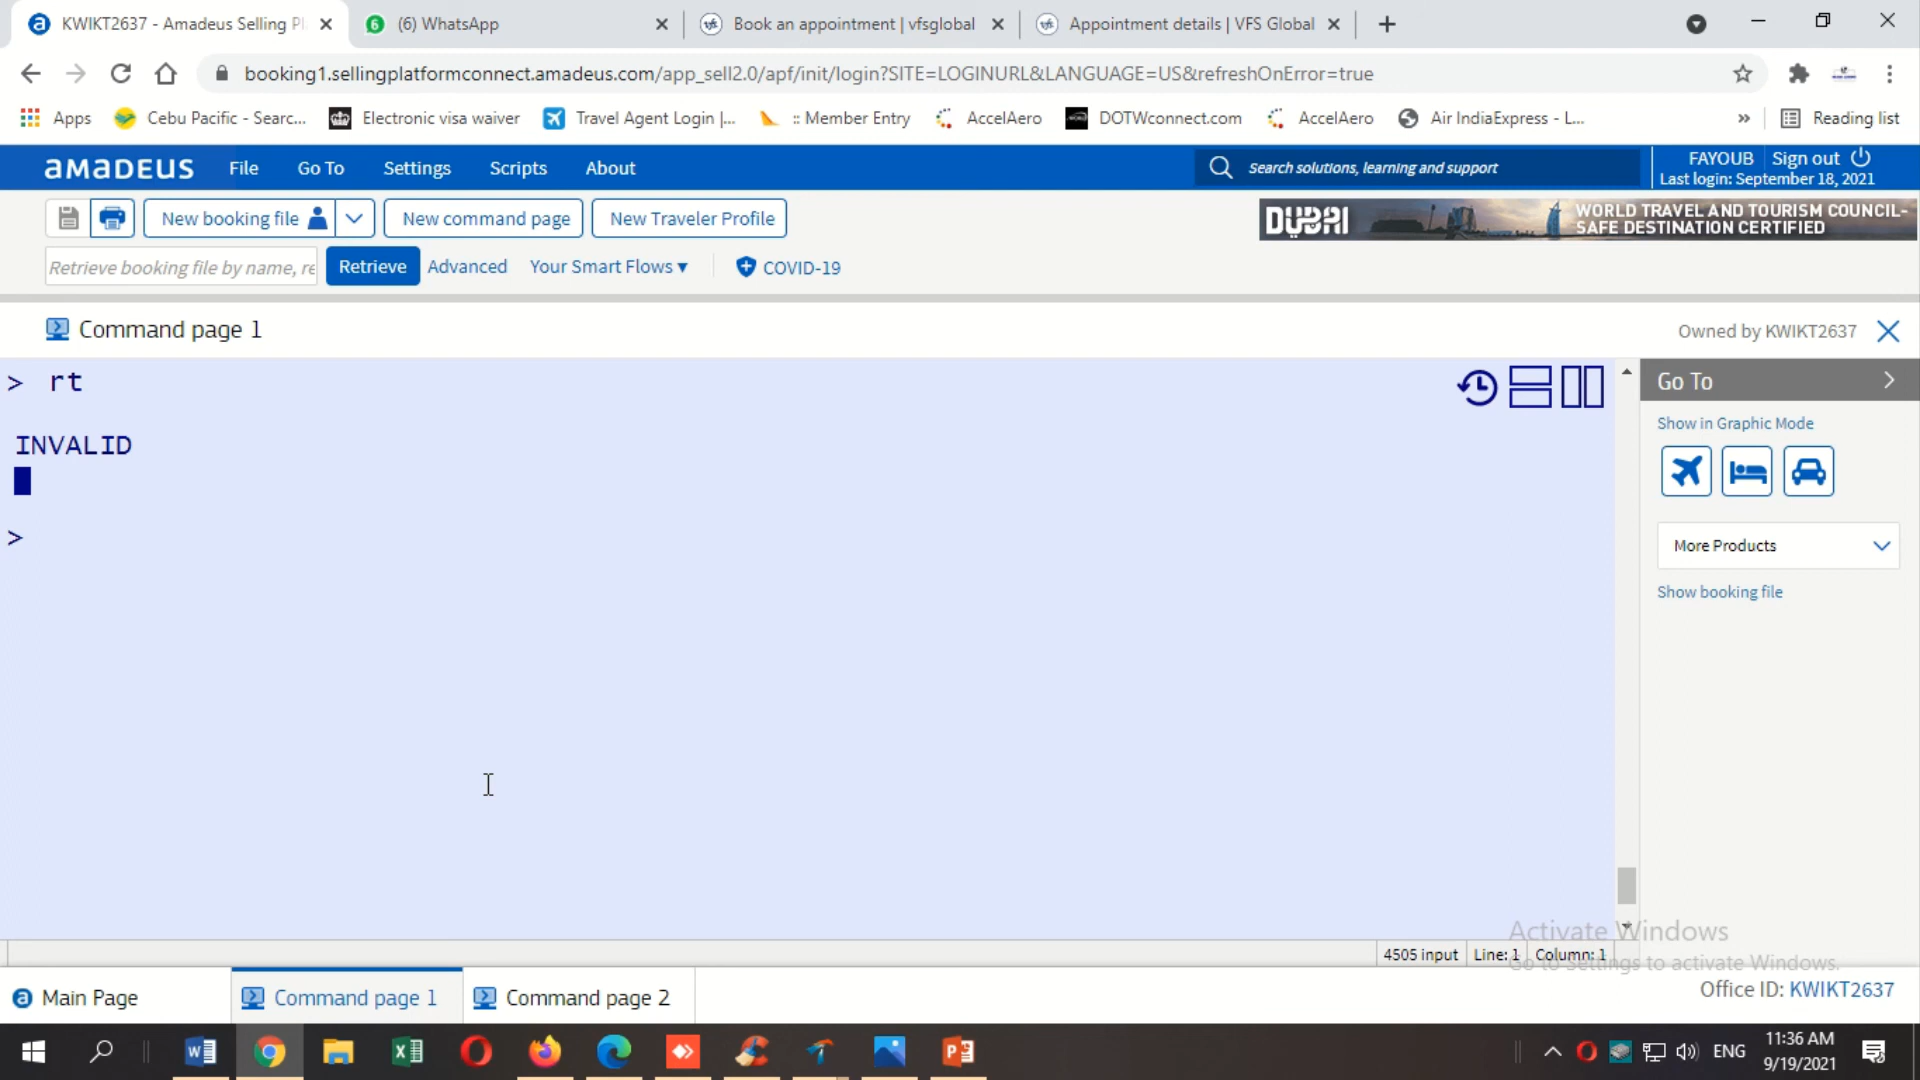 KWIKT2637 - Amadeus Selling Pl
(6) WhatsApp
Book an appointment | vfsglobal
Appointment details | VFS Global
booking1.sellingplatformconnect.amadeus.com/app_sell2.0/apf/init/login?SITE=LOGINURL&LANGUAGE=US&refreshOnError=true
Apps
Cebu Pacific - Searc...
Electronic visa waiver
Travel Agent Login |...
:: Member Entry
AccelAero
DOTWconnect.com
AccelAero
Air IndiaExpress - L...
»
Reading list
amadeus
File
Go To
Settings
Scripts
About
Search solutions, learning and support
FAYOUB Sign out
Last login: September 18, 2021
New booking file
New command page
New Traveler Profile
DUBAI
WORLD TRAVEL AND TOURISM COUNCIL-
SAFE DESTINATION CERTIFIED
Retrieve booking file by name, re
Retrieve
Advanced
Your Smart Flows ▾
COVID-19
Command page 1
Owned by KWIKT2637
> rt
INVALID
>
Go To
Show in Graphic Mode
More Products
Show booking file
4505 input
Line: 1
Column: 1
Activate Windows
Go to Settings to activate Windows.
Main Page
Command page 1
Command page 2
Office ID: KWIKT2637
ENG
11:36 AM
9/19/2021